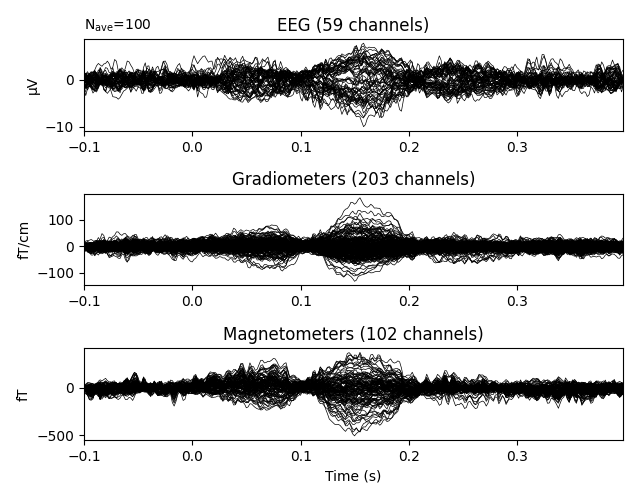 Nave=100
EEG (59 channels)
µV
0
−10
−0.1 0.0 0.1 0.2 0.3
Gradiometers (203 channels)
fT/cm
100
0
−100
−0.1 0.0 0.1 0.2 0.3
Magnetometers (102 channels)
fT
0
−500
−0.1 0.0 0.1 0.2 0.3
Time (s)